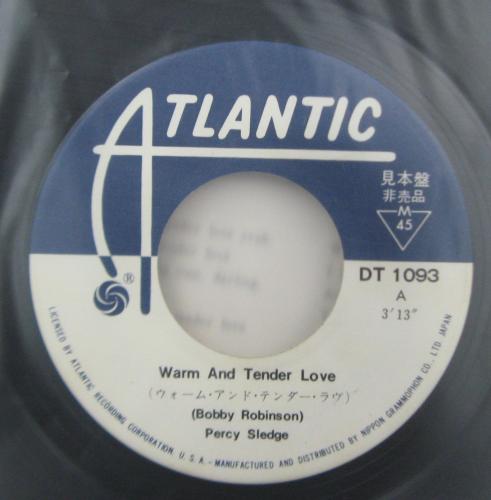 ATLANTIC
見本盤
非売品
M
45
®
DT 1093
A
3'13"
Warm And Tender Love
(ウォーム・アンド・テンダー・ラヴ)
(Bobby Robinson)
Percy Sledge
LICENSED BY ATLANTIC RECORDING CORPORATION, U.S.A.-MANUFACTURED AND DISTRIBUTED BY NIPPON GRAMMOPHON CO., LTD. JAPAN